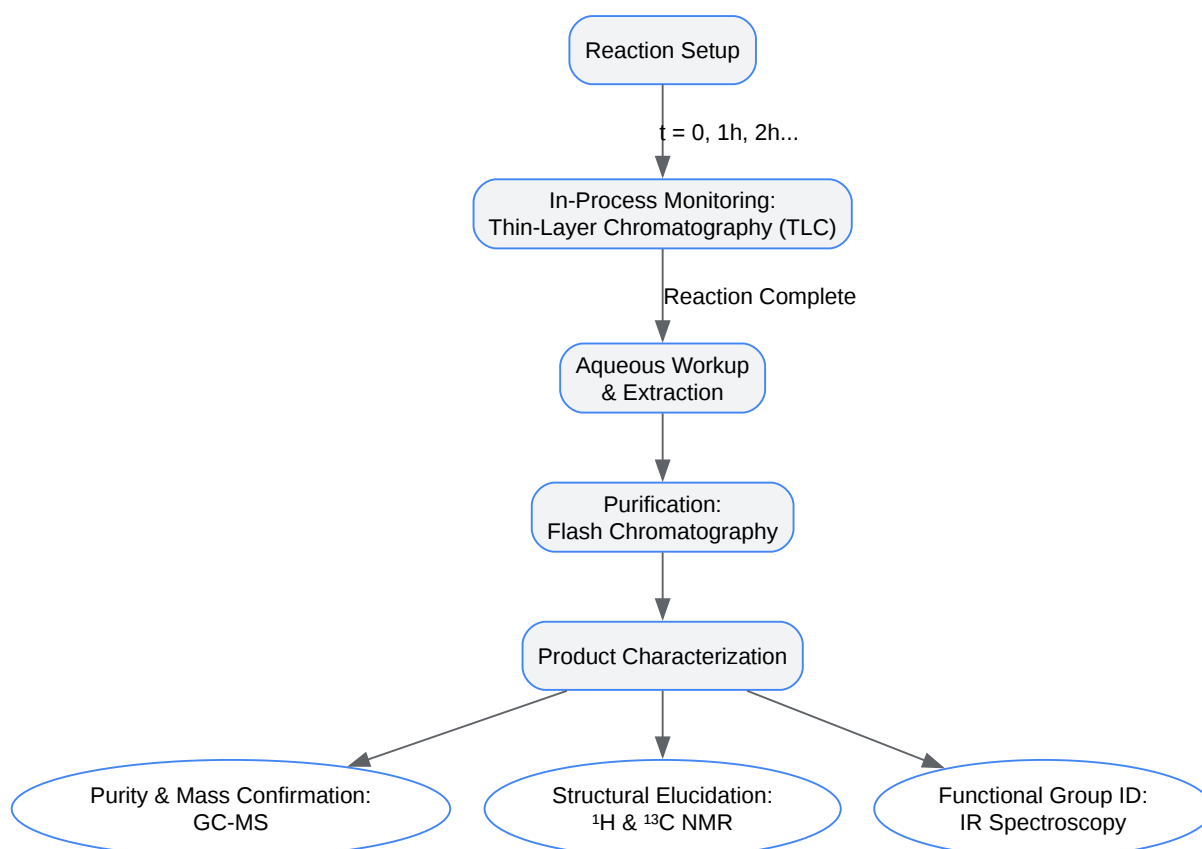 Reaction Setup
t = 0, 1h, 2h...
In-Process Monitoring:
Thin-Layer Chromatography (TLC)
Reaction Complete
Aqueous Workup
& Extraction
Purification:
Flash Chromatography
Product Characterization
Purity & Mass Confirmation:
GC-MS
Structural Elucidation:
¹H & ¹³C NMR
Functional Group ID:
IR Spectroscopy